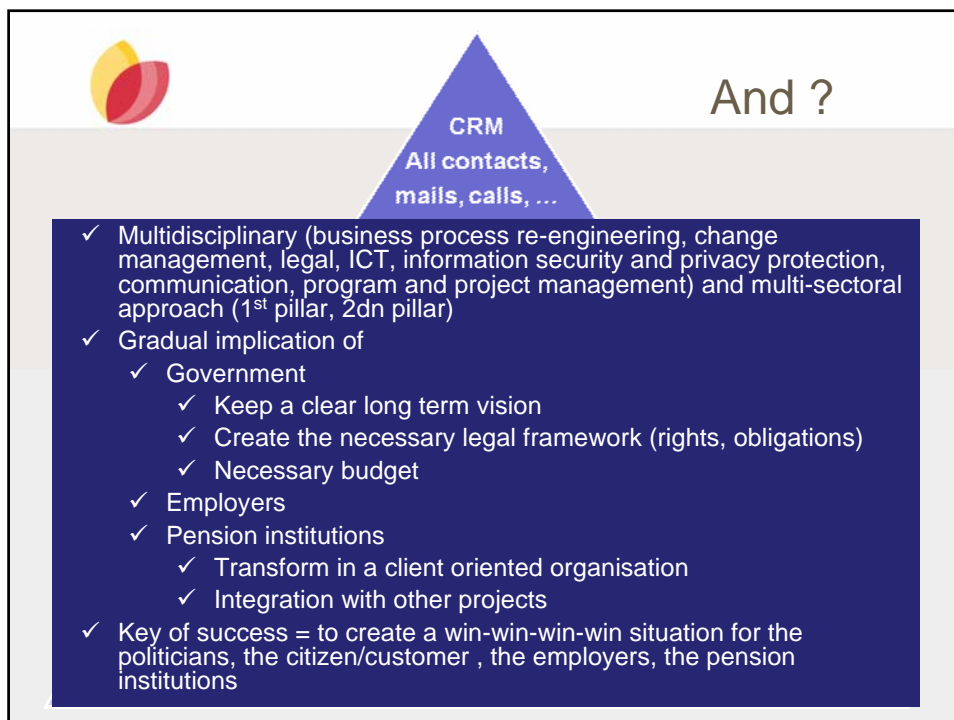 And ?
CRM
All contacts,
mails, calls, ...
✓ Multidisciplinary (business process re-engineering, change
management, legal, ICT, information security and privacy protection,
communication, program and project management) and multi-sectoral
approach (1st pillar, 2dn pillar)
✓ Gradual implication of
✓ Government
✓ Keep a clear long term vision
✓ Create the necessary legal framework (rights, obligations)
✓ Necessary budget
✓ Employers
✓ Pension institutions
✓ Transform in a client oriented organisation
✓ Integration with other projects
✓ Key of success = to create a win-win-win-win situation for the
politicians, the citizen/customer , the employers, the pension
institutions